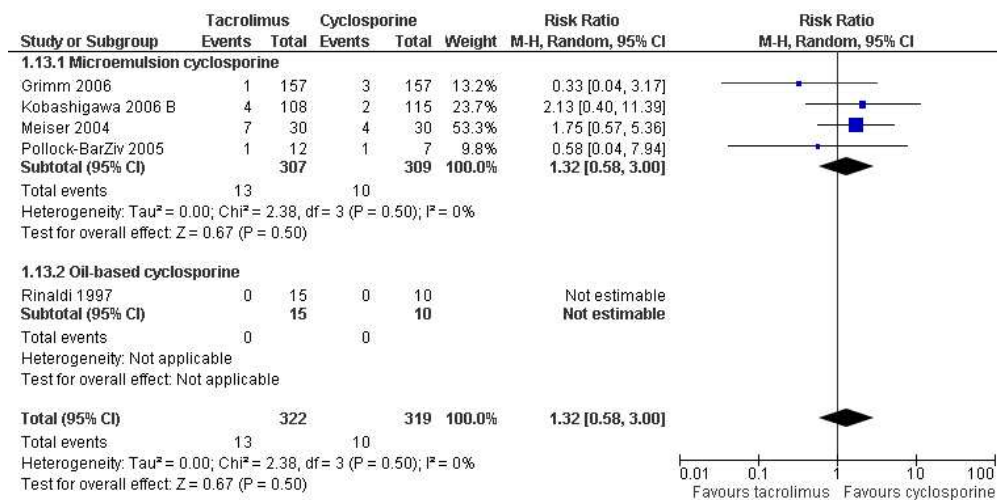 Tacrolimus Cyclosporine Risk Ratio Risk Ratio
Study or Subgroup Events Total Events Total Weight M-H, Random, 95% CI M-H, Random, 95% CI
1.13.1 Microemulsion cyclosporine
Grimm 2006 1 157 3 157 13.2% 0.33 [0.04, 3.17]
Kobashigawa 2006 B 4 108 2 115 23.7% 2.13 [0.40, 11.39]
Meiser 2004 7 30 4 30 53.3% 1.75 [0.57, 5.36]
Pollock-BarZiv 2005 1 12 1 7 9.8% 0.58 [0.04, 7.94]
Subtotal (95% CI) 307 309 100.0% 1.32 [0.58, 3.00]
Total events 13 10
Heterogeneity: Tau² = 0.00; Chi² = 2.38, df = 3 (P = 0.50); I² = 0%
Test for overall effect: Z = 0.67 (P = 0.50)
1.13.2 Oil-based cyclosporine
Rinaldi 1997 0 15 0 10 Not estimable
Subtotal (95% CI) 15 10 Not estimable
Total events 0 0
Heterogeneity: Not applicable
Test for overall effect: Not applicable
Total (95% CI) 322 319 100.0% 1.32 [0.58, 3.00]
Total events 13 10
Heterogeneity: Tau² = 0.00; Chi² = 2.38, df = 3 (P = 0.50); I² = 0%
Test for overall effect: Z = 0.67 (P = 0.50)
0.01 0.1 1 10 100
Favours tacrolimus Favours cyclosporine